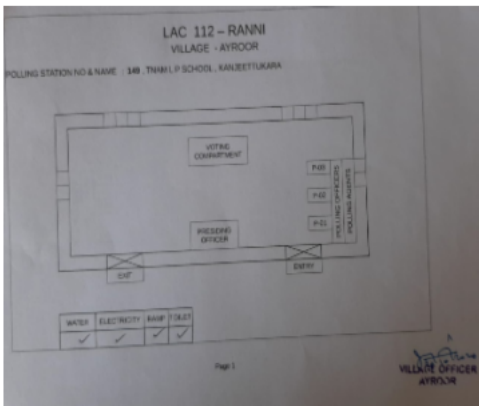 LAC 112 – RANNI
VILLAGE - AYROOR
POLLING STATION NO & NAME : 149 , TNAM L P SCHOOL , KANJEETTUKARA
VOTING
COMPARTMENT
P-03
P-02
P-01
POLLING OFFICERS
POLLING AGENTS
PRESIDING
OFFICER
EXIT
ENTRY
WATER ELECTRICITY RAMP TOILET
Page 1
VILLAGE OFFICER
AYROOR